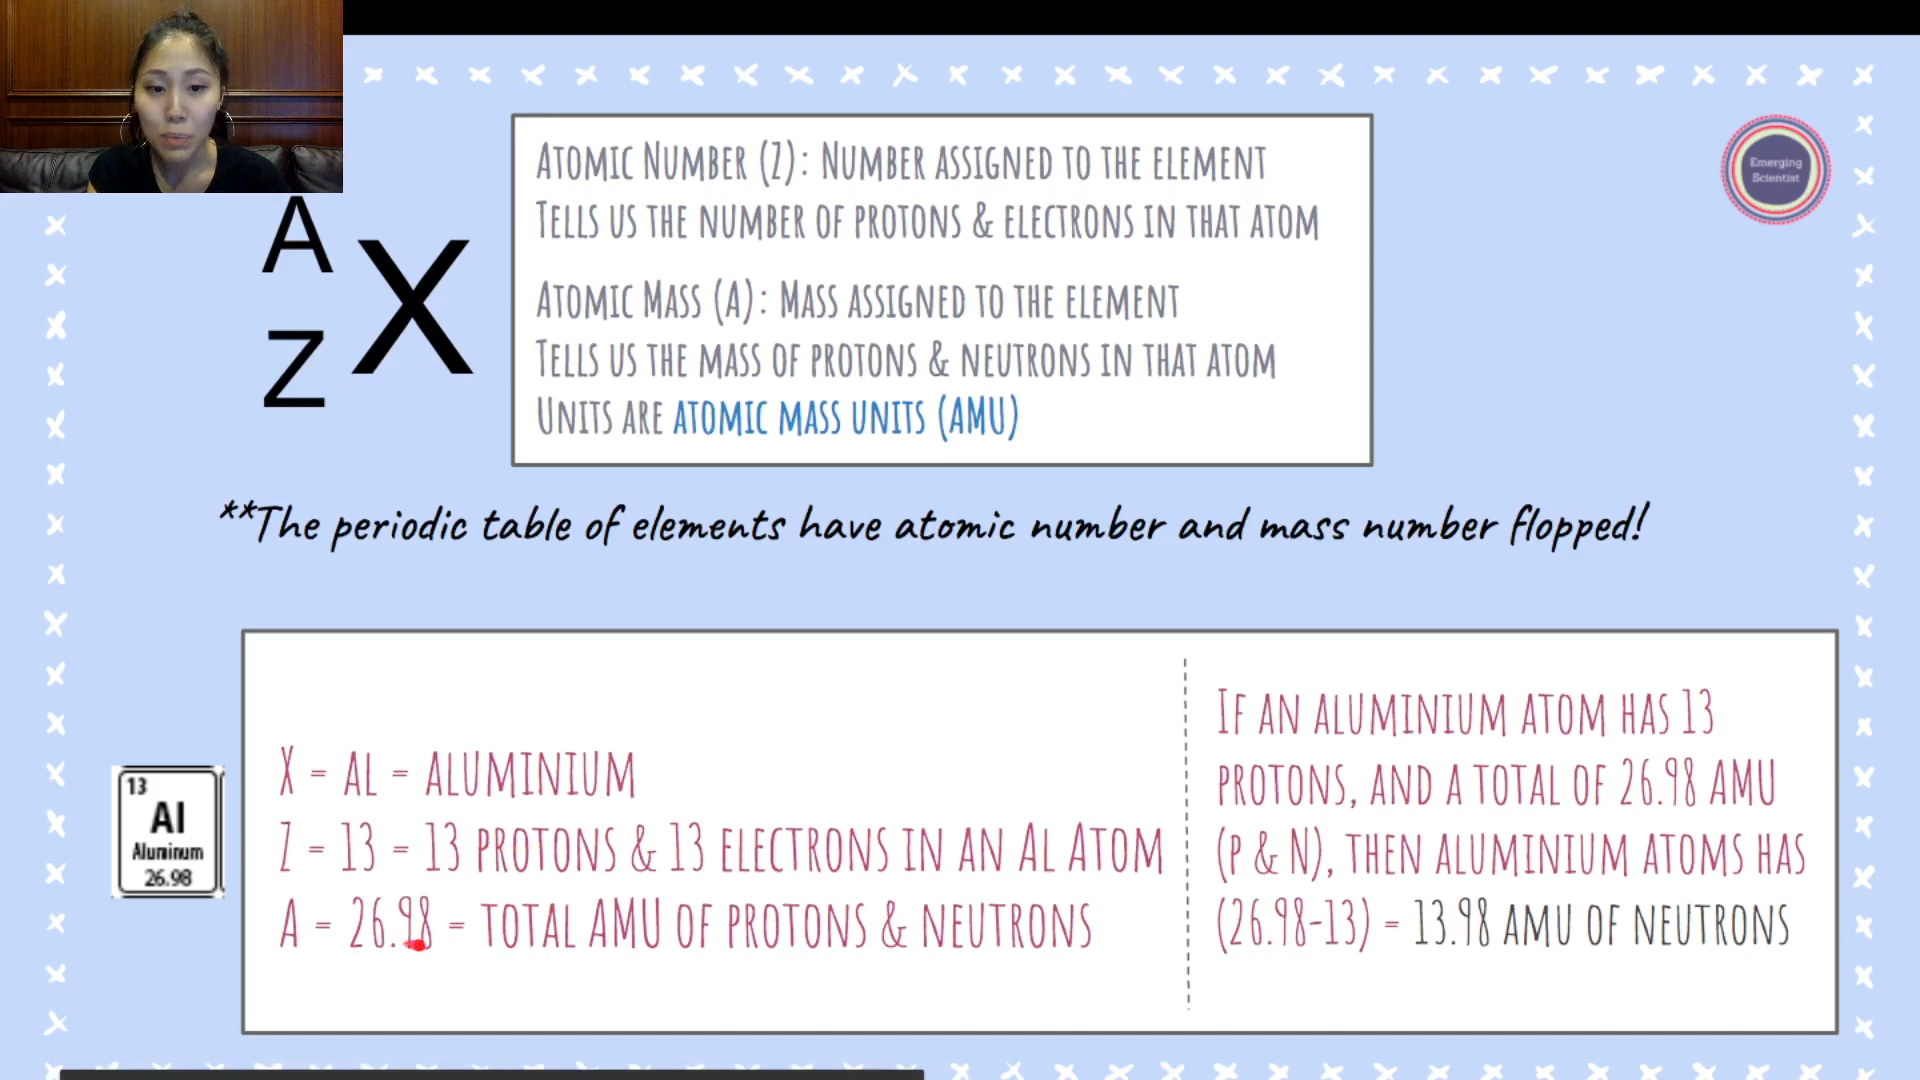 A
X
Z
ATOMIC NUMBER (Z): NUMBER ASSIGNED TO THE ELEMENT
TELLS US THE NUMBER OF PROTONS & ELECTRONS IN THAT ATOM
ATOMIC MASS (A): MASS ASSIGNED TO THE ELEMENT
TELLS US THE MASS OF PROTONS & NEUTRONS IN THAT ATOM
UNITS ARE ATOMIC MASS UNITS (AMU)
Emerging
Scientist
**The periodic table of elements have atomic number and mass number flopped!
13
Al
Aluminum
26.98
X = AL = ALUMINIUM
Z = 13 = 13 PROTONS & 13 ELECTRONS IN AN AL ATOM
A = 26.98 = TOTAL AMU OF PROTONS & NEUTRONS
IF AN ALUMINIUM ATOM HAS 13
PROTONS, AND A TOTAL OF 26.98 AMU
(P & N), THEN ALUMINIUM ATOMS HAS
(26.98-13) = 13.98 AMU OF NEUTRONS